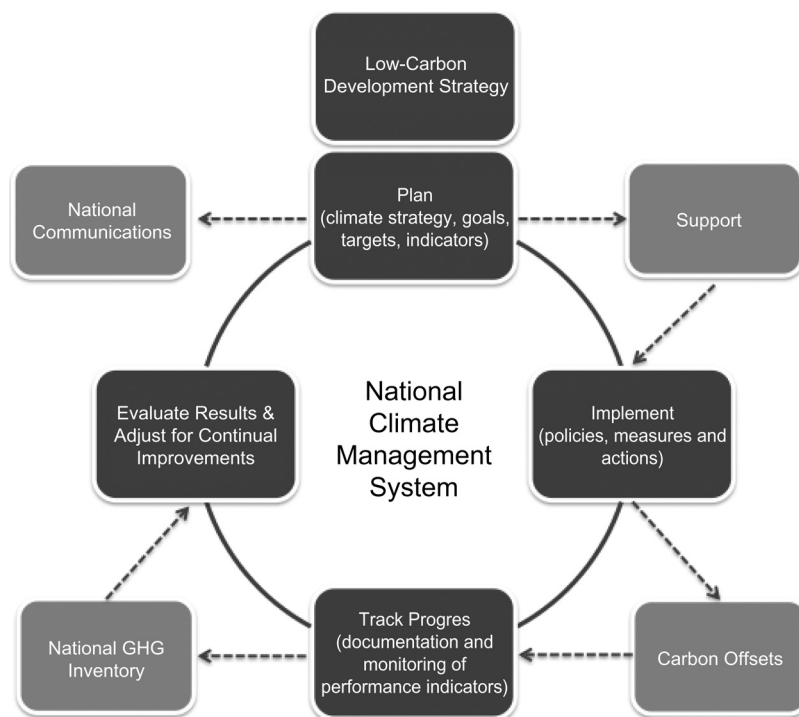 Low-Carbon
Development Strategy
Plan
(climate strategy, goals,
targets, indicators)
National
Communications
Support
Evaluate Results &
Adjust for Continual
Improvements
National
Climate
Management
System
Implement
(policies, measures and
actions)
National GHG
Inventory
Track Progres
(documentation and
monitoring of
performance indicators)
Carbon Offsets